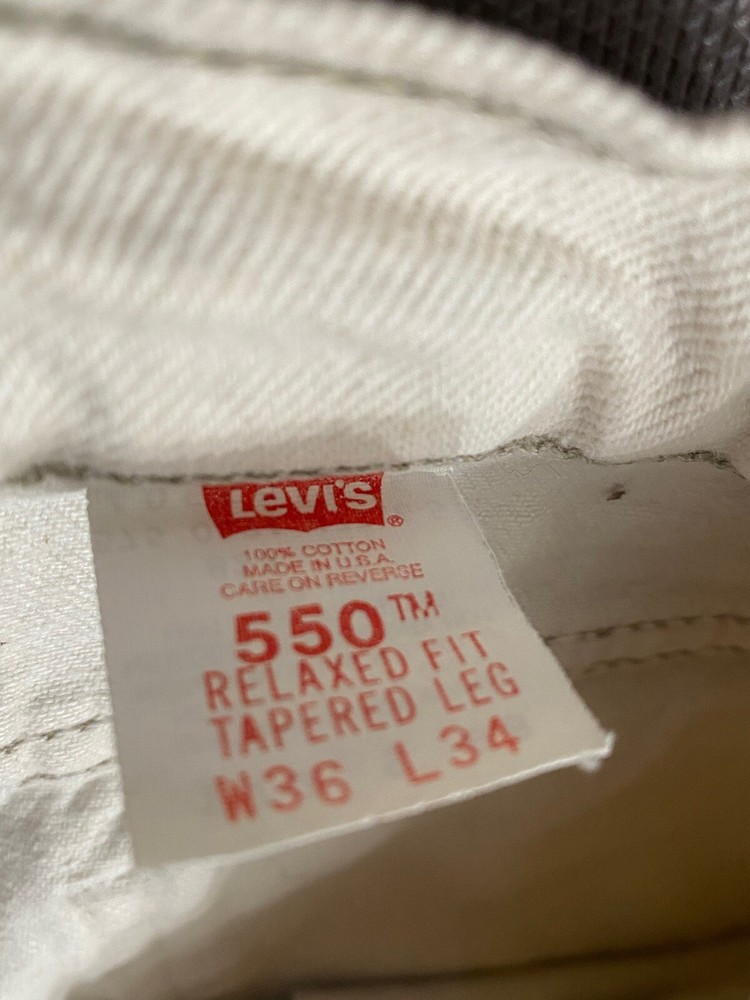 Levi's®
100% COTTON
MADE IN U.S.A.
CARE ON REVERSE
550™
RELAXED FIT
TAPERED LEG
W36 L34